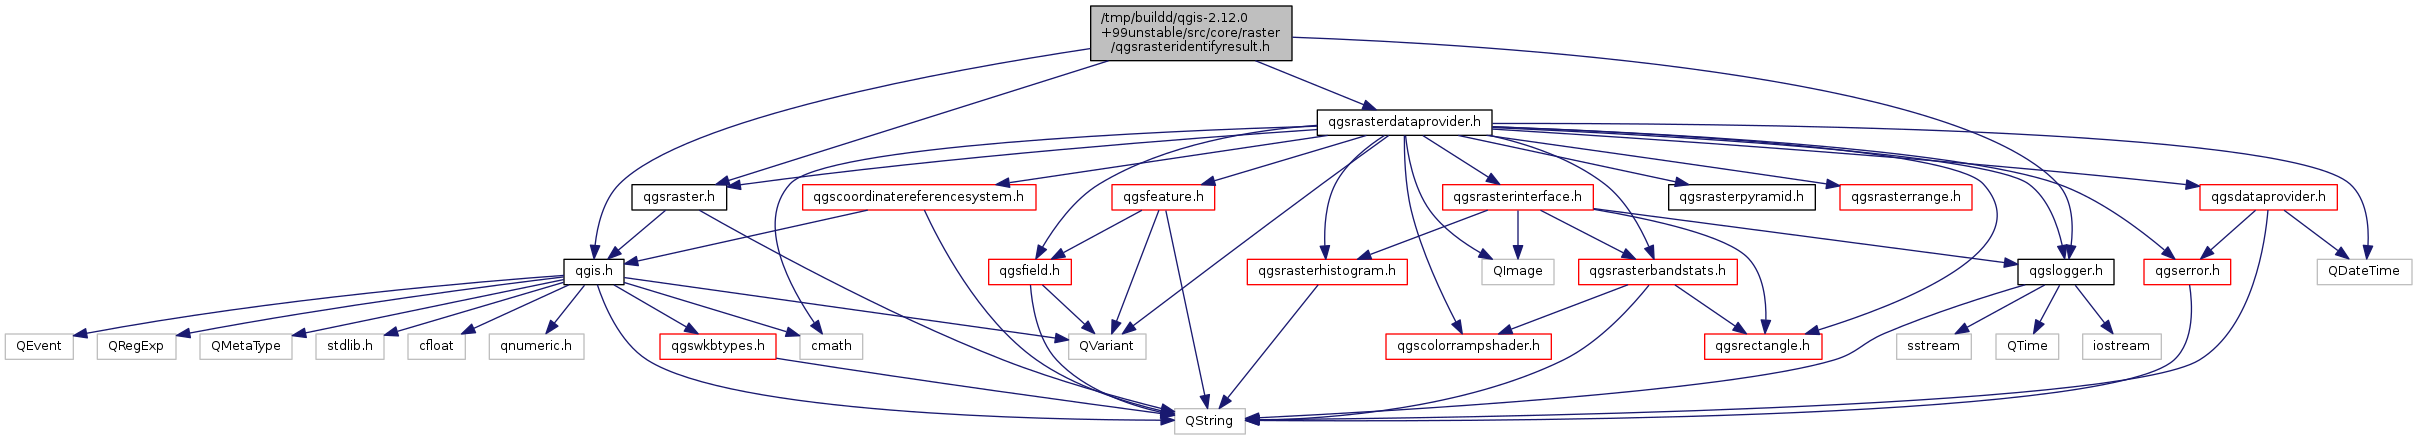 /tmp/buildd/qgis-2.12.0
+99unstable/src/core/raster
/qgsrasteridentifyresult.h
qgsrasterdataprovider.h
qgsraster.h
qgscoordinatereferencesystem.h
qgsfeature.h
qgsrasterinterface.h
qgsrasterpyramid.h
qgsrasterrange.h
qgsdataprovider.h
qgis.h
qgsfield.h
qgsrasterhistogram.h
QImage
qgsrasterbandstats.h
qgslogger.h
qgserror.h
QDateTime
QEvent
QRegExp
QMetaType
stdlib.h
cfloat
qnumeric.h
qgswkbtypes.h
cmath
QVariant
qgscolorrampshader.h
qgsrectangle.h
sstream
QTime
iostream
QString